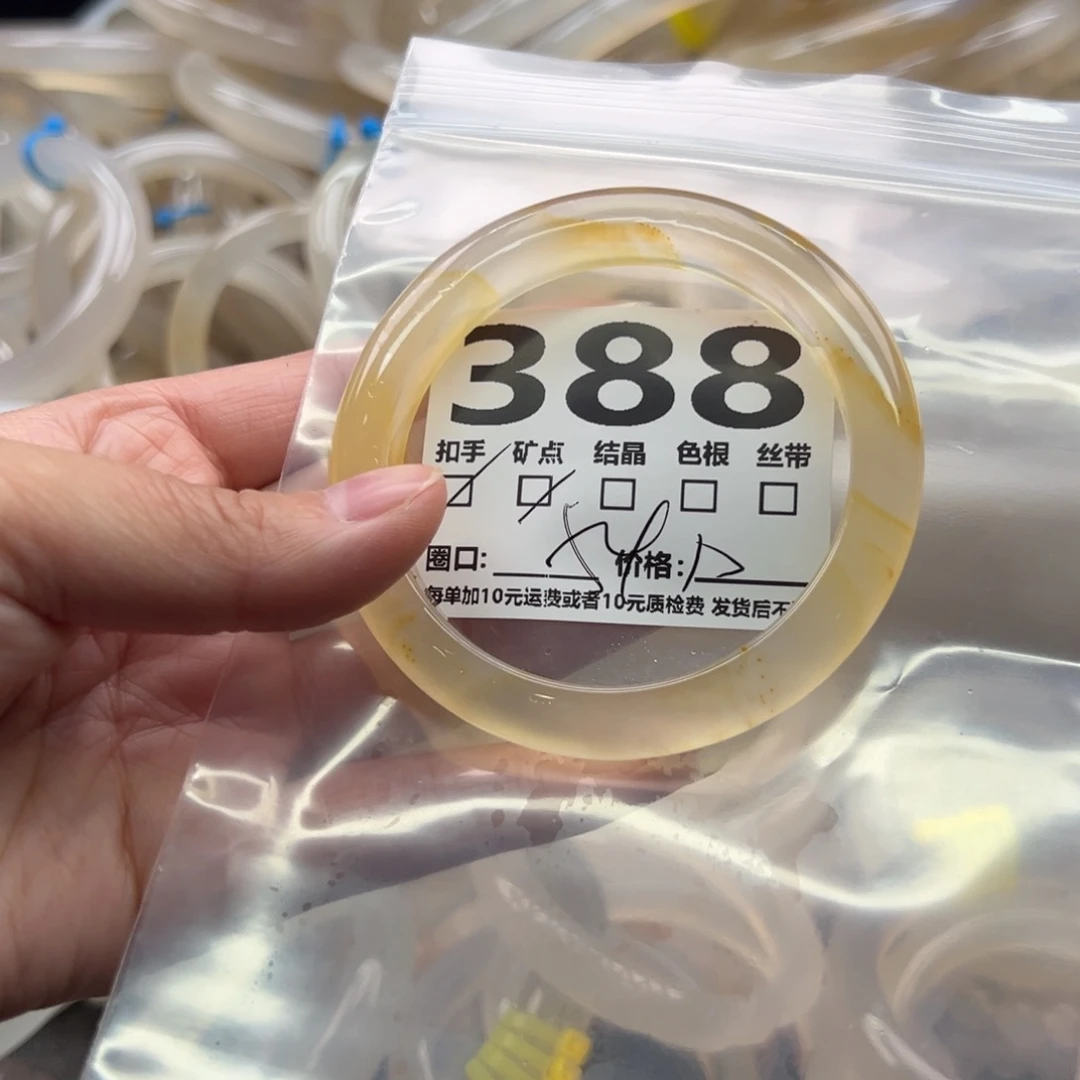 388
扣手 矿点 结晶 色根 丝带
圈口: 价格:
每单加10元运费或者10元质检费 发货后不